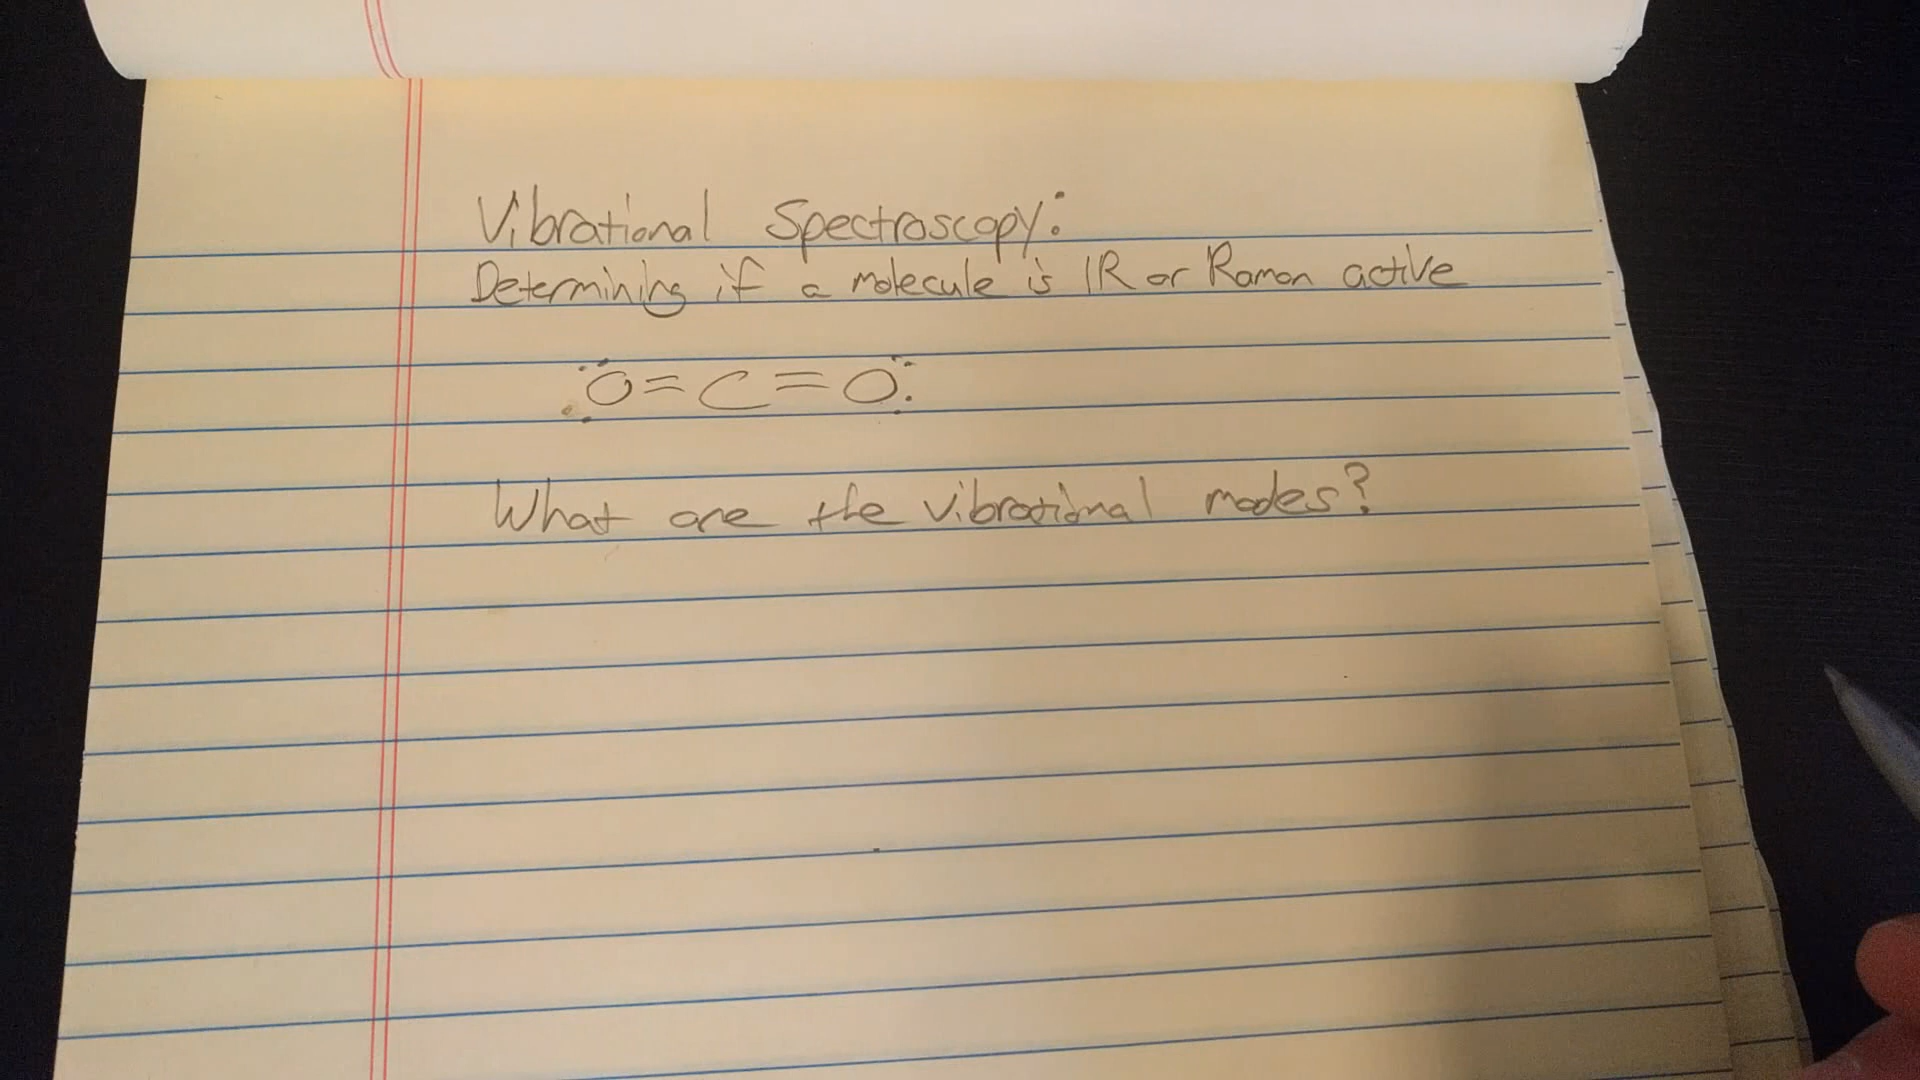 Vibrational Spectroscopy:
Determining if a molecule is IR or Raman active
O=C=O
What are the vibrational modes?